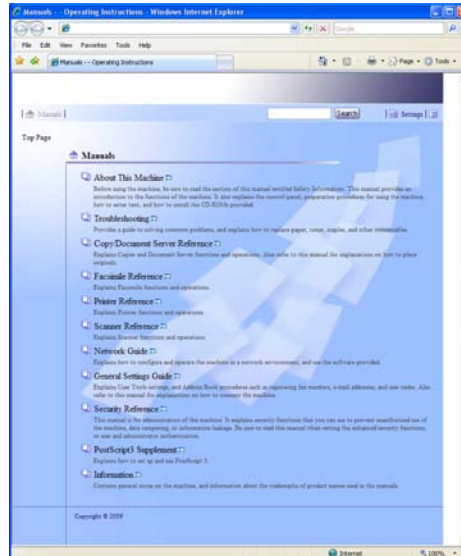 Manuals - - Operating Instructions - Windows Internet Explorer
Google
File Edit View Favorites Tools Help
Manuals - - Operating Instructions
Page
Tools
Manuals
Search
Settings
Top Page
Manuals
About This Machine
Before using the machine, be sure to read the section of this manual entitled Safety Information. This manual provides an
introduction to the functions of the machine. It also explains the control panel, preparation procedures for using the machine,
how to enter text, and how to install the CD-ROMs provided.
Troubleshooting
Provides a guide to solving common problems, and explains how to replace paper, toner, staples, and other consumables.
Copy/Document Server Reference
Explains Copier and Document Server functions and operations. Also refer to this manual for explanations on how to place
originals.
Facsimile Reference
Explains Facsimile functions and operations.
Printer Reference
Explains Printer functions and operations.
Scanner Reference
Explains Scanner functions and operations.
Network Guide
Explains how to configure and operate the machine in a network environment, and use the software provided.
General Settings Guide
Explains User Tools settings, and Address Book procedures such as registering fax numbers, e-mail addresses, and user codes. Also
refer to this manual for explanations on how to connect the machine.
Security Reference
This manual is for administrators of the machine. It explains security functions that you can use to prevent unauthorized use of
the machine, data tampering, or information leakage. Be sure to read this manual when setting the enhanced security functions,
or user and administrator authentication.
PostScript3 Supplement
Explains how to set up and use PostScript 3.
Information
Contains general notes on the machine, and information about the trademarks of product names used in the manuals.
Copyright © 2009
Internet
100%